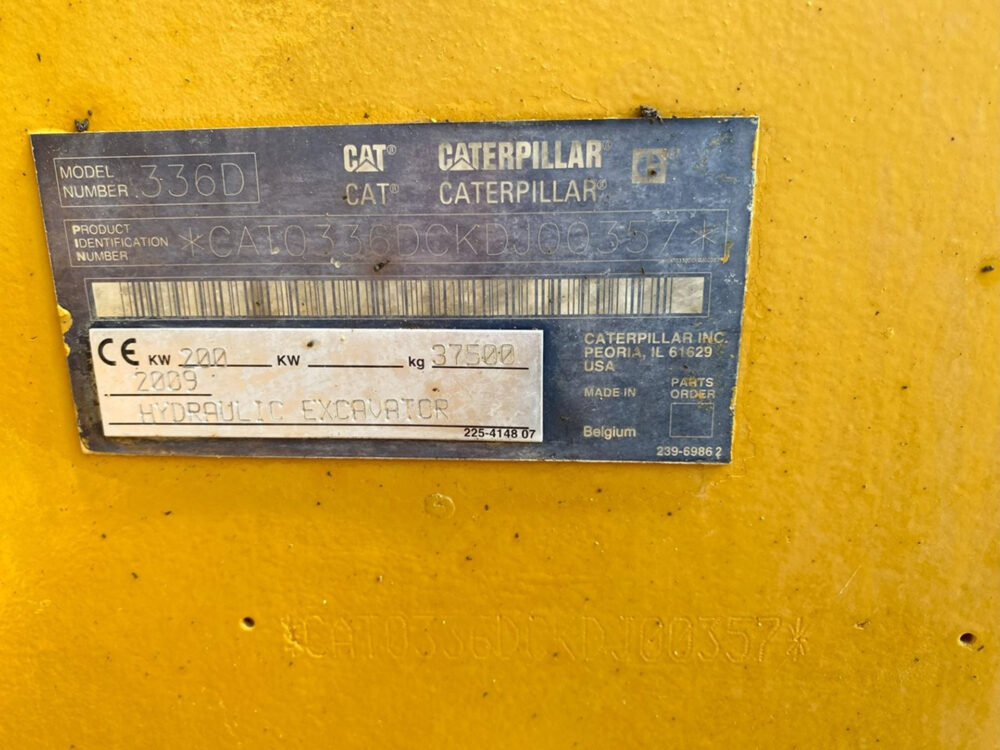 MODEL NUMBER 336D
CAT® CATERPILLAR®
CAT® CATERPILLAR®
PRODUCT IDENTIFICATION NUMBER *CAT0336DCKDJ00357*
CE KW 200 KW kg 37500
2009
HYDRAULIC EXCAVATOR
225-4148 07
CATERPILLAR INC.
PEORIA, IL 61629
USA
MADE IN
Belgium
PARTS ORDER
239-6986 2
*CAT0336DCKDJ00357*